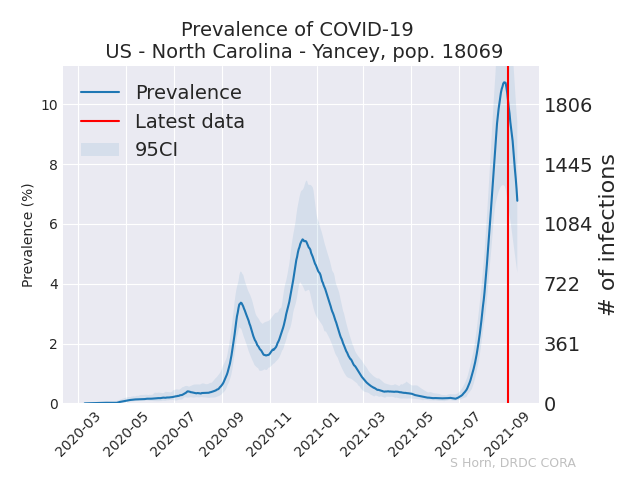 Prevalence of COVID-19
US - North Carolina - Yancey, pop. 18069
Prevalence
Latest data
95CI
Prevalence (%)
10
8
6
4
2
0
1806
1445
1084
722
361
0
# of infections
2020-03
2020-05
2020-07
2020-09
2020-11
2021-01
2021-03
2021-05
2021-07
2021-09
S Horn, DRDC CORA